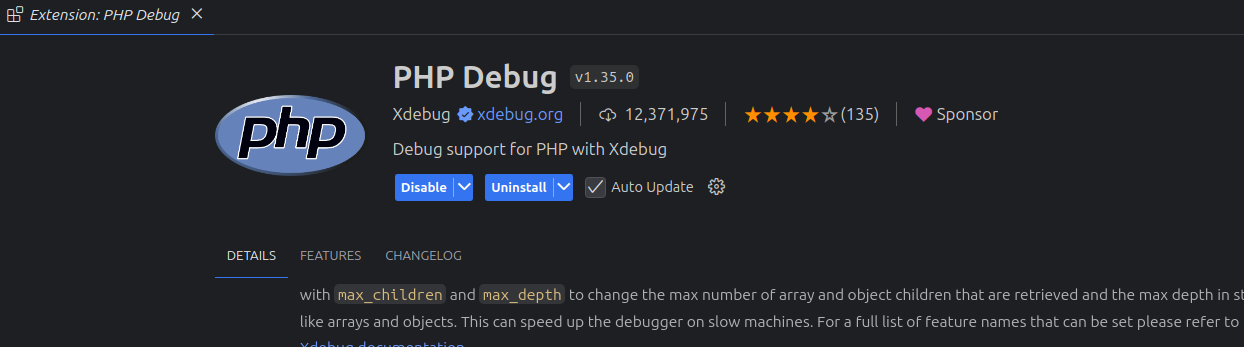 Extension: PHP Debug
PHP Debug v1.35.0
Xdebug xdebug.org 12,371,975 (135) Sponsor
php
Debug support for PHP with Xdebug
Disable Uninstall Auto Update
DETAILS FEATURES CHANGELOG
with max_children and max_depth to change the max number of array and object children that are retrieved and the max depth in st
like arrays and objects. This can speed up the debugger on slow machines. For a full list of feature names that can be set please refer to
Xdebug documentation